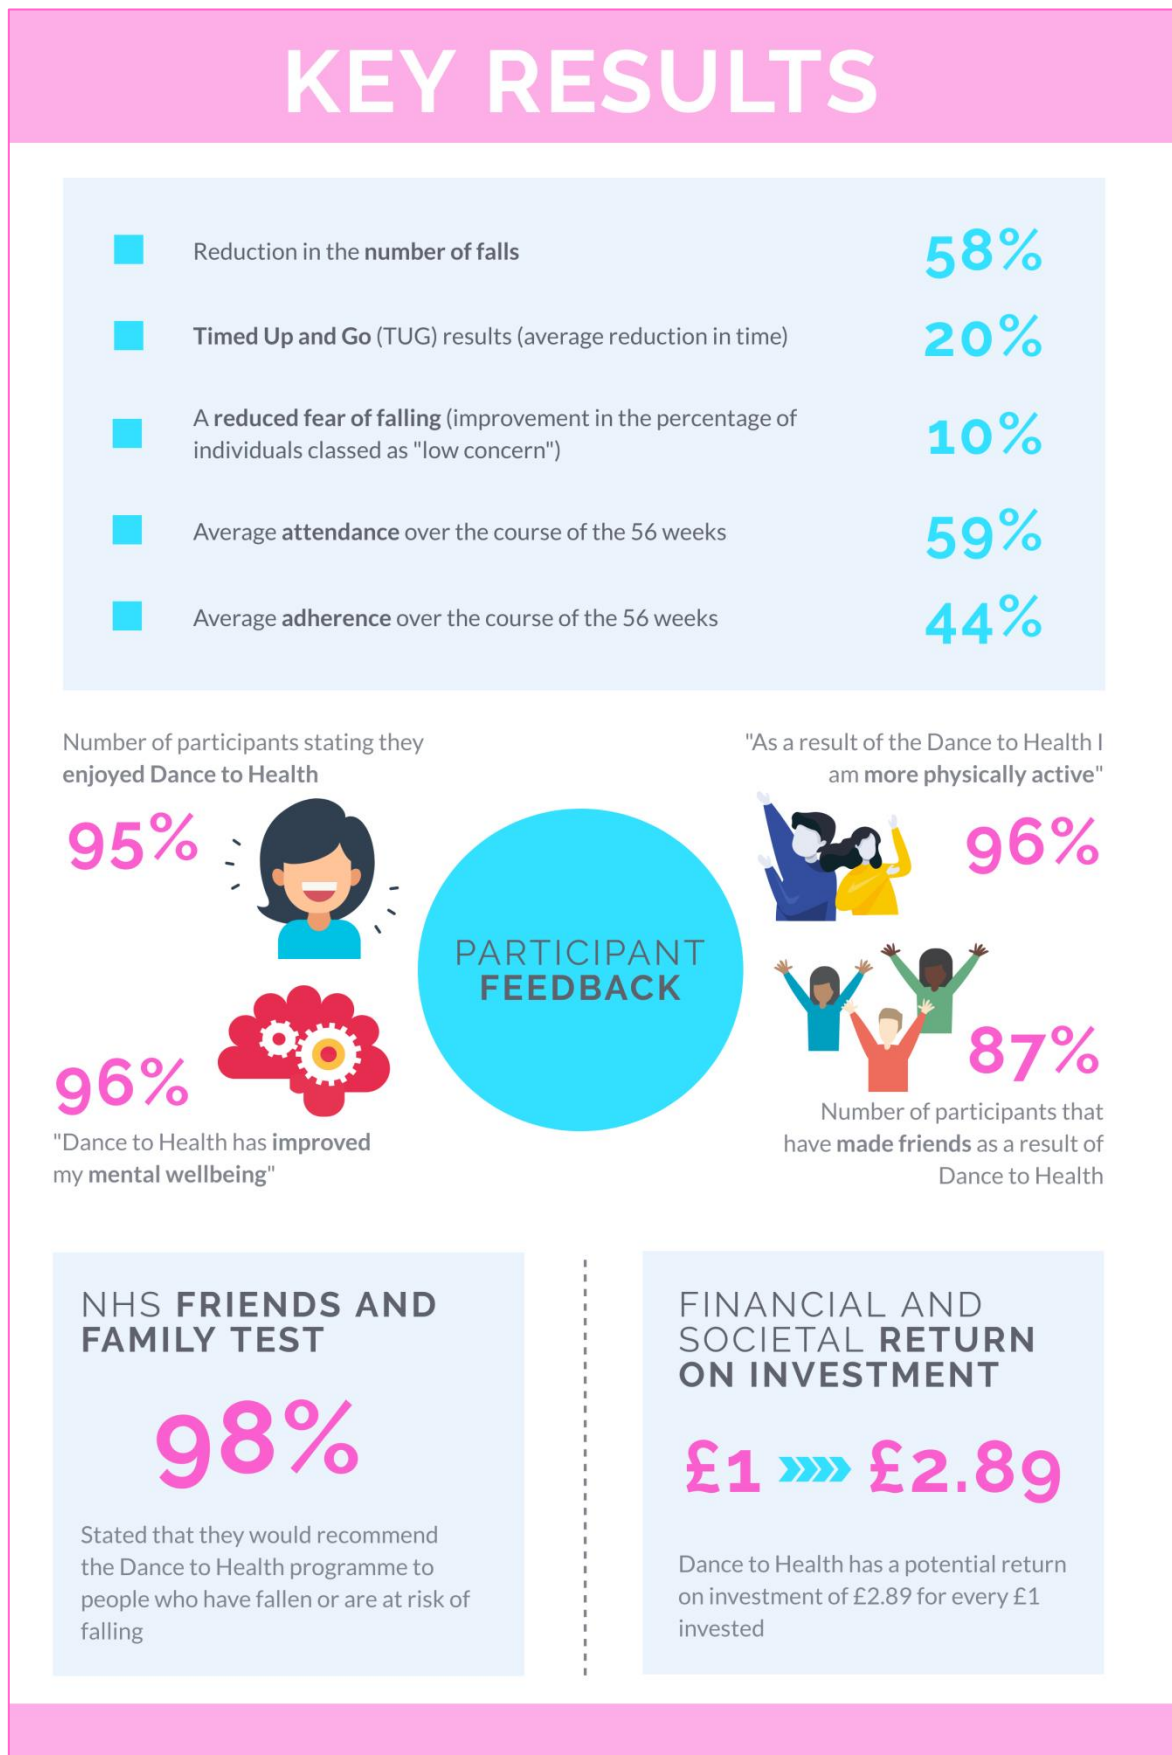 KEY RESULTS
Reduction in the number of falls 58%
Timed Up and Go (TUG) results (average reduction in time) 20%
A reduced fear of falling (improvement in the percentage of
individuals classed as "low concern") 10%
Average attendance over the course of the 56 weeks 59%
Average adherence over the course of the 56 weeks 44%
Number of participants stating they
enjoyed Dance to Health
95%
"As a result of the Dance to Health I
am more physically active"
96%
PARTICIPANT
FEEDBACK
96%
"Dance to Health has improved
my mental wellbeing"
87%
Number of participants that
have made friends as a result of
Dance to Health
NHS FRIENDS AND
FAMILY TEST
98%
Stated that they would recommend
the Dance to Health programme to
people who have fallen or are at risk of
falling
FINANCIAL AND
SOCIETAL RETURN
ON INVESTMENT
£1 £2.89
Dance to Health has a potential return
on investment of £2.89 for every £1
invested